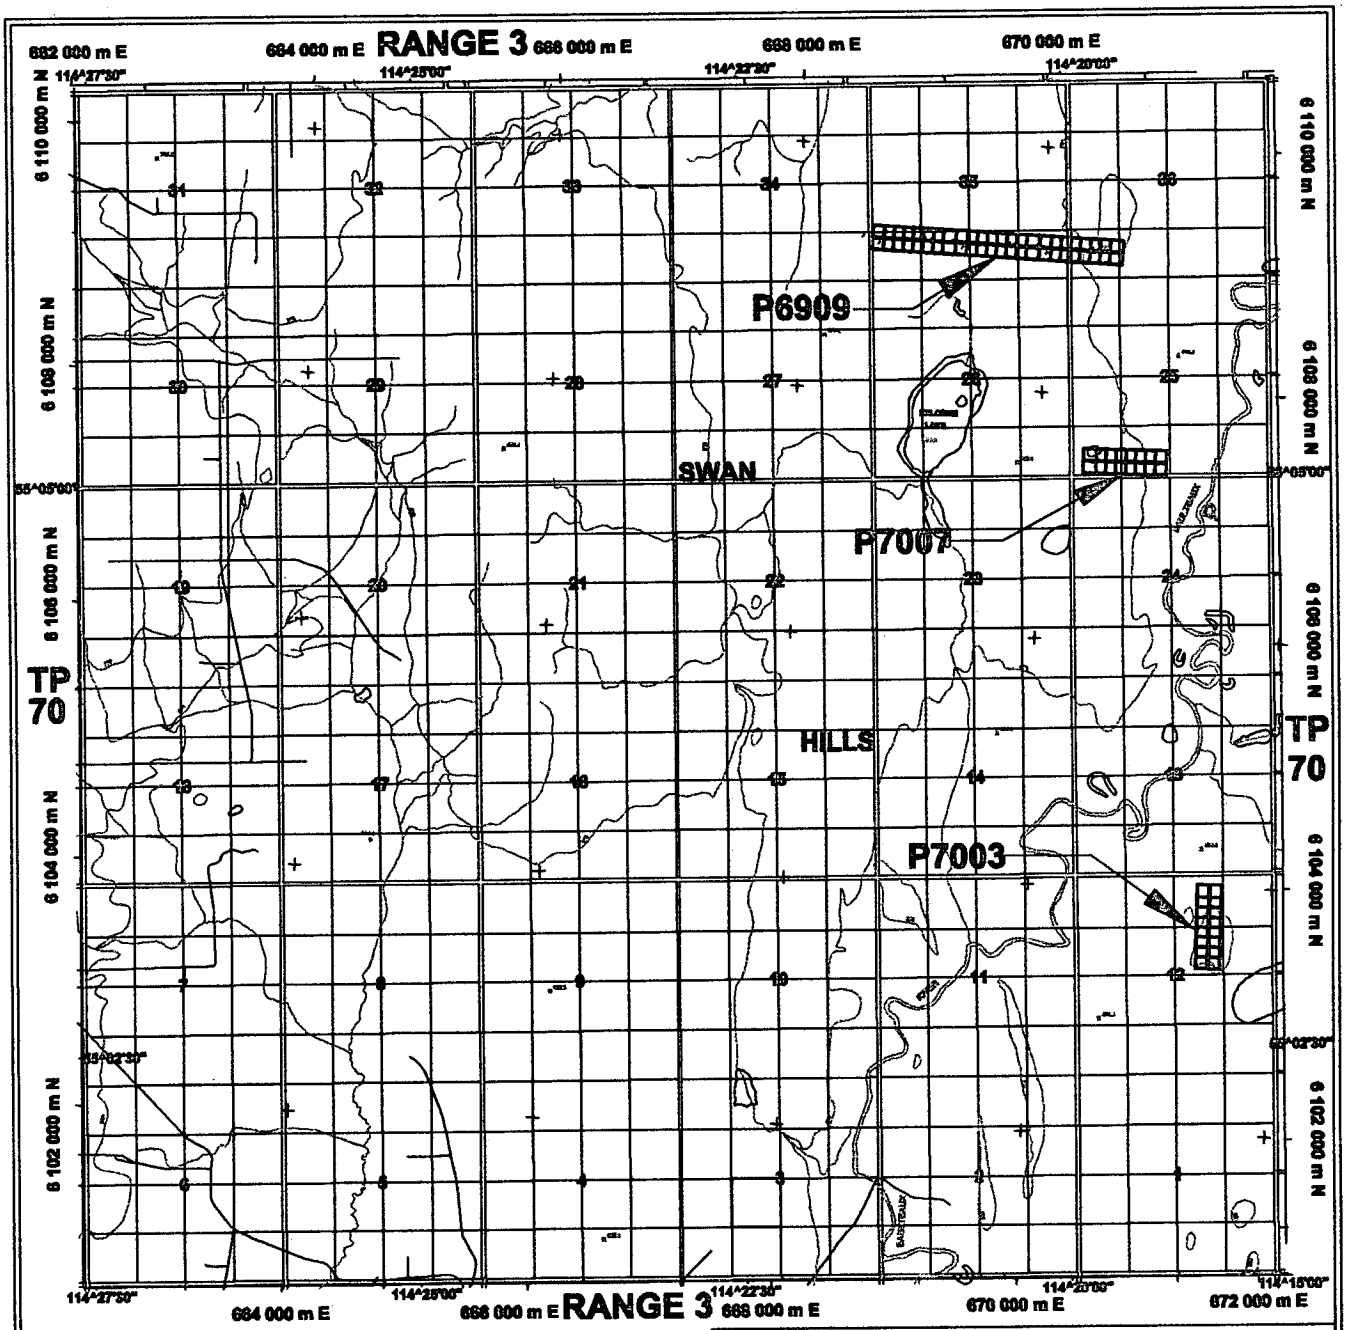 RANGE 3
662 000 m E
664 000 m E
666 000 m E
668 000 m E
670 000 m E
114^27'30"
114^25'00"
114^22'30"
114^20'00"
6 110 000 m N
6 110 000 m N
31
32
33
34
35
36
P6909
6 108 000 m N
6 108 000 m N
30
29
28
27
26
25
SWAN
55^05'00"
55^05'00"
P7007
6 106 000 m N
6 106 000 m N
19
20
21
22
23
24
TP
70
TP
70
HILLS
18
17
16
15
14
13
6 104 000 m N
6 104 000 m N
P7003
7
8
9
10
11
12
55^02'30"
55^02'30"
6 102 000 m N
6 102 000 m N
6
5
4
3
2
1
114^27'30"
114^25'00"
114^22'30"
114^20'00"
114^15'00"
664 000 m E
666 000 m E
RANGE 3
668 000 m E
670 000 m E
672 000 m E